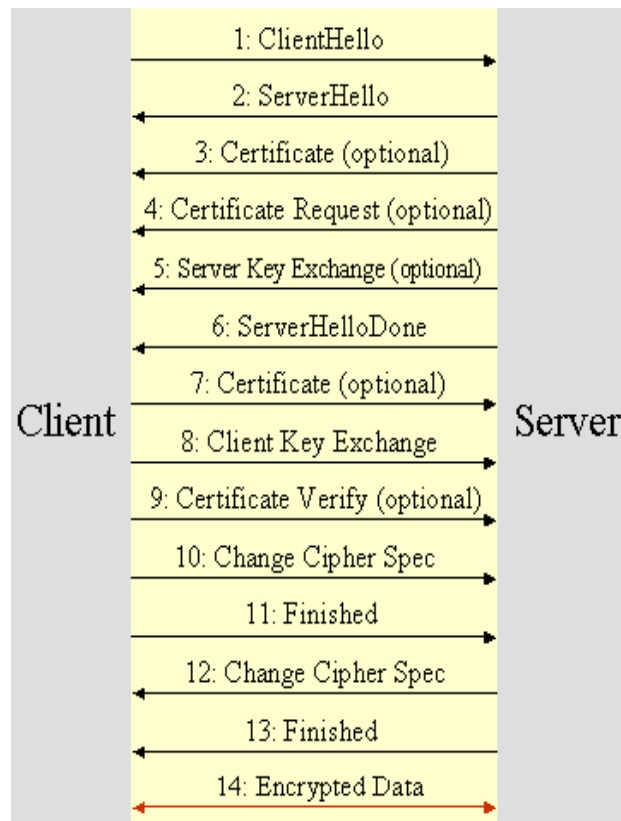 1: ClientHello
2: ServerHello
3: Certificate (optional)
4: Certificate Request (optional)
5: Server Key Exchange (optional)
6: ServerHelloDone
7: Certificate (optional)
Client
Server
8: Client Key Exchange
9: Certificate Verify (optional)
10: Change Cipher Spec
11: Finished
12: Change Cipher Spec
13: Finished
14: Encrypted Data